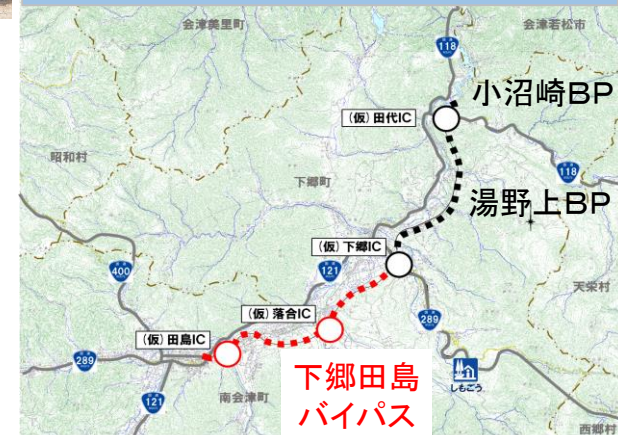 会津美里町
会津若松市
118
小沼崎BP
(仮)田代IC
昭和村
118
下郷町
湯野上BP
(仮)下郷IC
400
121
天栄村
(仮)落合IC
289
(仮)田島IC
289
下郷田島
バイパス
しもごう
南会津町
121
西郷村